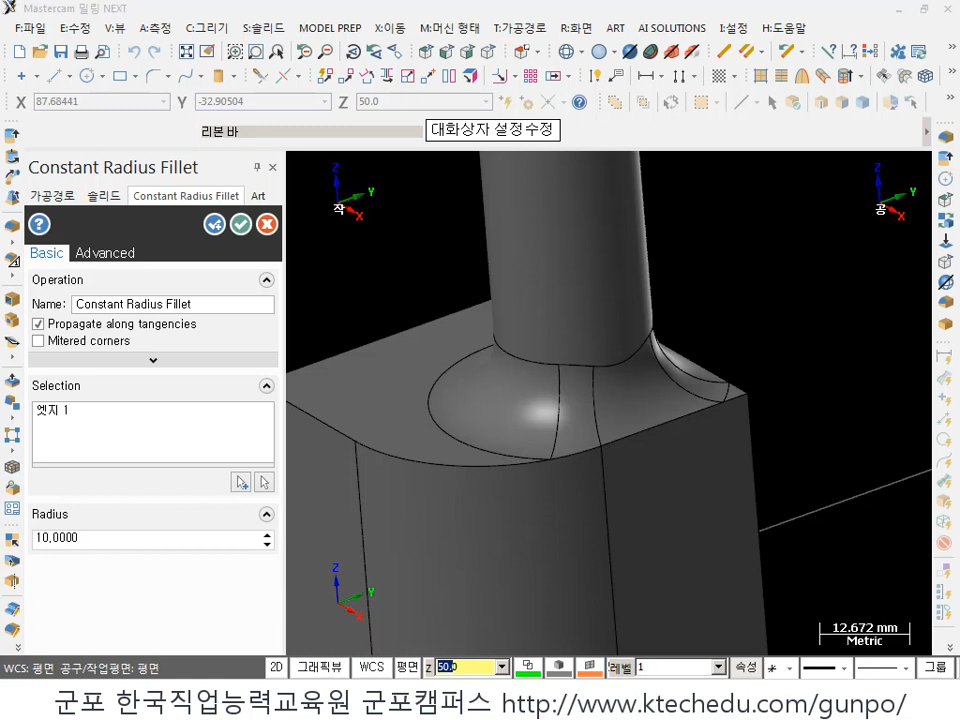 Mastercam 밀링 NEXT
F:파일 E:수정 V:뷰 A:측정 C:그리기 S:솔리드 MODEL PREP X:이동 M:머신 형태 T:가공경로 R:화면 ART AI SOLUTIONS I:설정 H:도움말
X 87.68441 Y -32.90504 Z 50.0
리본 바 대화상자 설정수정
Constant Radius Fillet
가공경로 솔리드 Constant Radius Fillet Art
Basic Advanced
Operation
Name: Constant Radius Fillet
Propagate along tangencies
Mitered corners
Selection
엣지 1
Radius
10.0000
Z
Y
X
작
Z
Y
X
공
Z
Y
X
12.672 mm
Metric
WCS: 평면 공구/작업평면: 평면 2D 그래픽뷰 WCS 평면 Z 50.0 레벨 1 속성 그룹
군포 한국직업능력교육원 군포캠퍼스 http://www.ktechedu.com/gunpo/